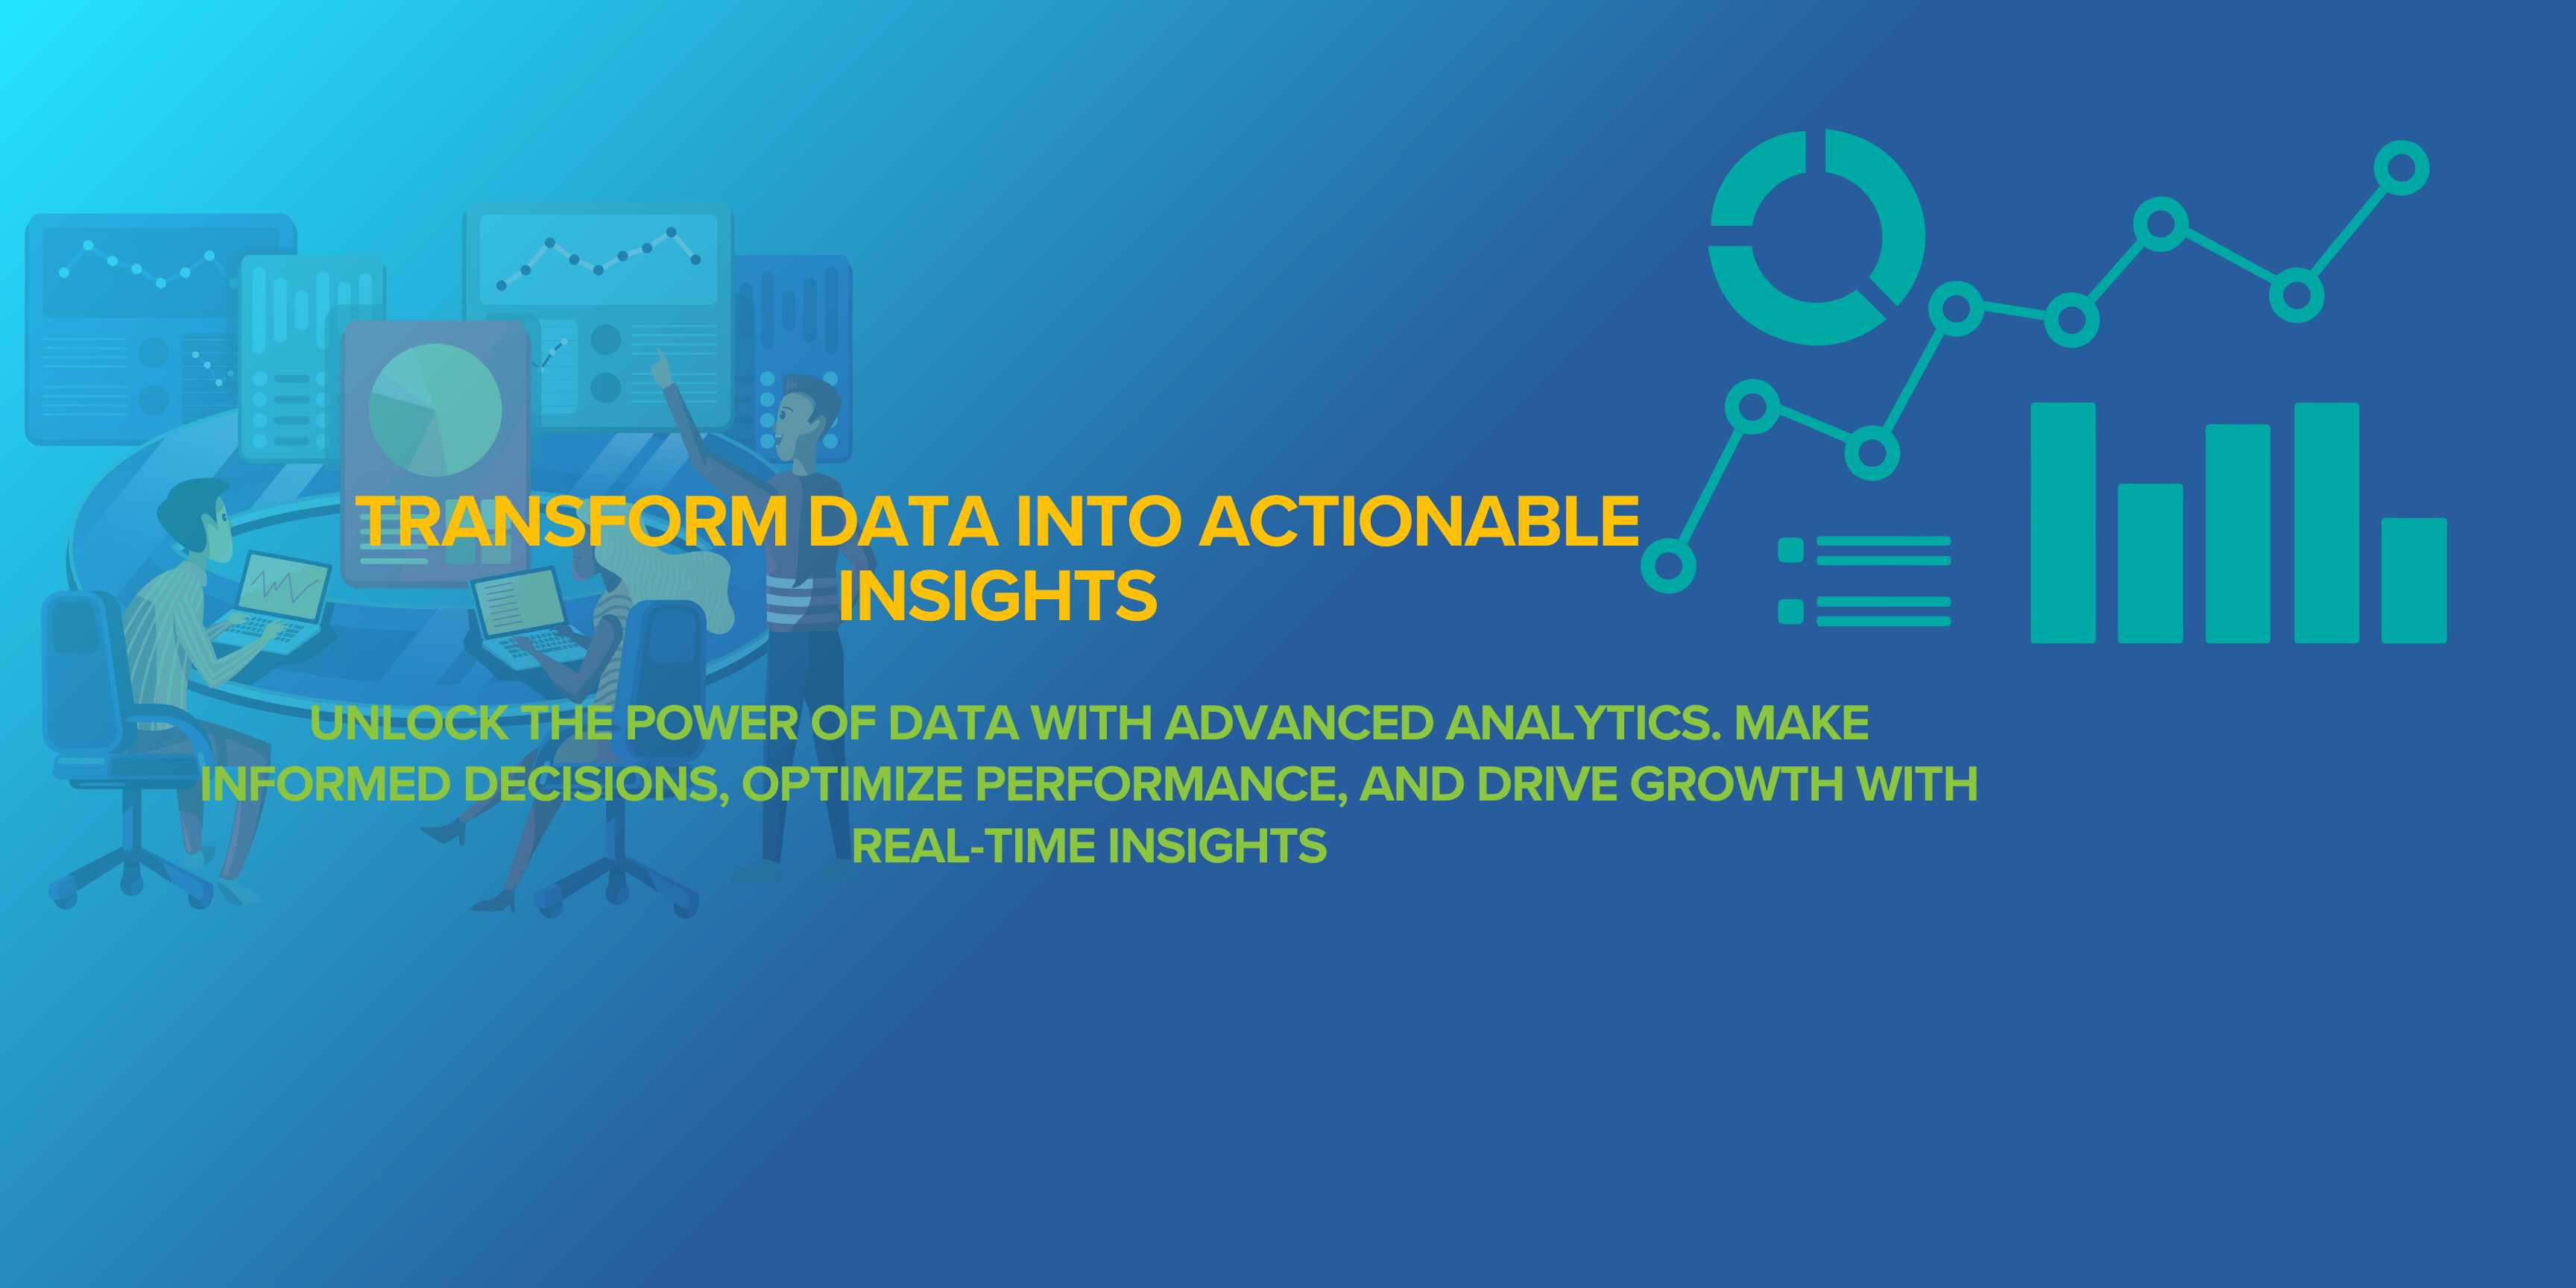 TRANSFORM DATA INTO ACTIONABLE
INSIGHTS
UNLOCK THE POWER OF DATA WITH ADVANCED ANALYTICS. MAKE
INFORMED DECISIONS, OPTIMIZE PERFORMANCE, AND DRIVE GROWTH WITH
REAL-TIME INSIGHTS